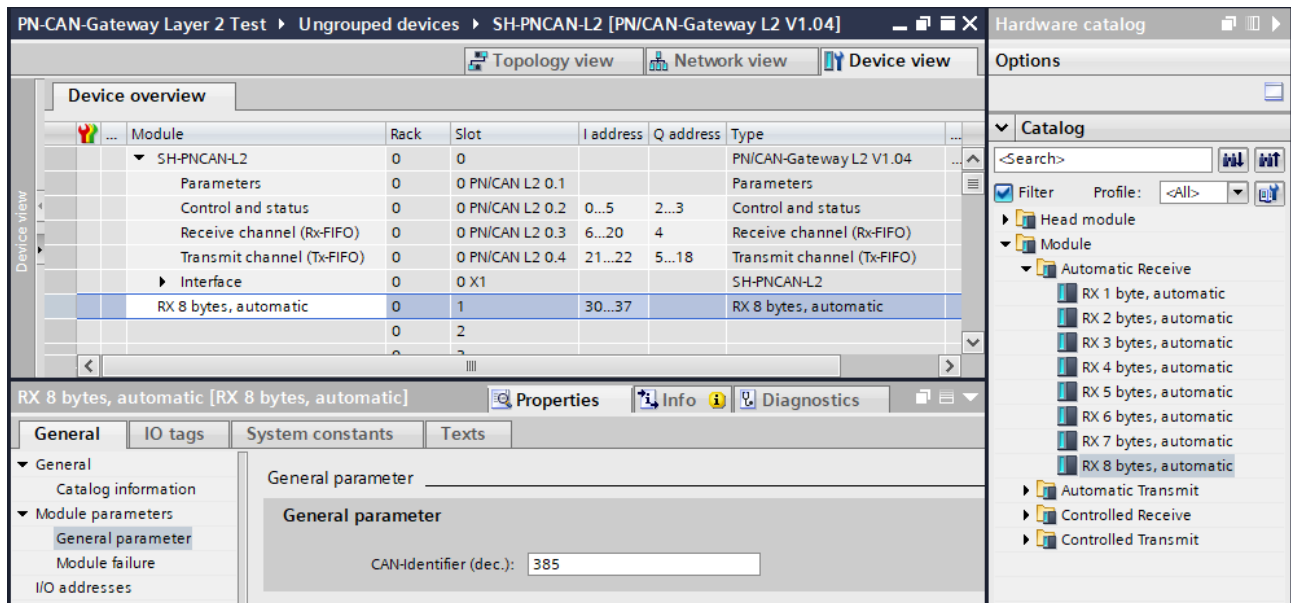 PN-CAN-Gateway Layer 2 Test ▸ Ungrouped devices ▸ SH-PNCAN-L2 [PN/CAN-Gateway L2 V1.04]
Topology view Network view Device view
Device overview
Device view
... Module Rack Slot I address Q address Type ...
SH-PNCAN-L2 0 0 PN/CAN-Gateway L2 V1.04 ...
Parameters 0 0 PN/CAN L2 0.1 Parameters
Control and status 0 0 PN/CAN L2 0.2 0...5 2...3 Control and status
Receive channel (Rx-FIFO) 0 0 PN/CAN L2 0.3 6...20 4 Receive channel (Rx-FIFO)
Transmit channel (Tx-FIFO) 0 0 PN/CAN L2 0.4 21...22 5...18 Transmit channel (Tx-FIFO)
Interface 0 0 X1 SH-PNCAN-L2
RX 8 bytes, automatic 0 1 30...37 RX 8 bytes, automatic
0 2
RX 8 bytes, automatic [RX 8 bytes, automatic]
Properties Info Diagnostics
General IO tags System constants Texts
General
Catalog information
Module parameters
General parameter
Module failure
I/O addresses
General parameter
General parameter
CAN-Identifier (dec.): 385
Hardware catalog
Options
Catalog
<Search>
Filter Profile: <All>
Head module
Module
Automatic Receive
RX 1 byte, automatic
RX 2 bytes, automatic
RX 3 bytes, automatic
RX 4 bytes, automatic
RX 5 bytes, automatic
RX 6 bytes, automatic
RX 7 bytes, automatic
RX 8 bytes, automatic
Automatic Transmit
Controlled Receive
Controlled Transmit